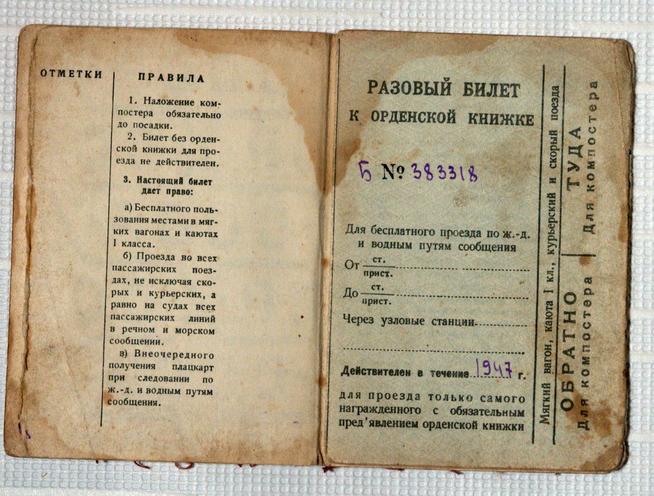 ОТМЕТКИ
ПРАВИЛА
1. Наложение ком-
постера обязательно
до посадки.
2. Билет без орден-
ской книжки для про-
езда не действителен.
3. Настоящий билет
дает право:
а) Бесплатного поль-
зования местами в мяг-
ких вагонах и каютах
I класса.
б) Проезда во всех
пассажирских поез-
дах, не исключая ско-
рых и курьерских, а
равно на судах всех
пассажирских линий
в речном и морском
сообщении.
в) Внеочередного
получения плацкарт
при следовании по
ж.-д. и водным путям
сообщения.
РАЗОВЫЙ БИЛЕТ
К ОРДЕНСКОЙ КНИЖКЕ
Б № 383318
Для бесплатного проезда по ж.-д.
и водным путям сообщения
От ст.
прист.
До ст.
прист.
Через узловые станции
Действителен в течение 1947 г.
для проезда только самого
награжденного с обязательным
пред'явлением орденской книжки
Мягкий вагон, каюта I кл., курьерский и скорый поезда
ТУДА
Для компостера
ОБРАТНО
Для компостера